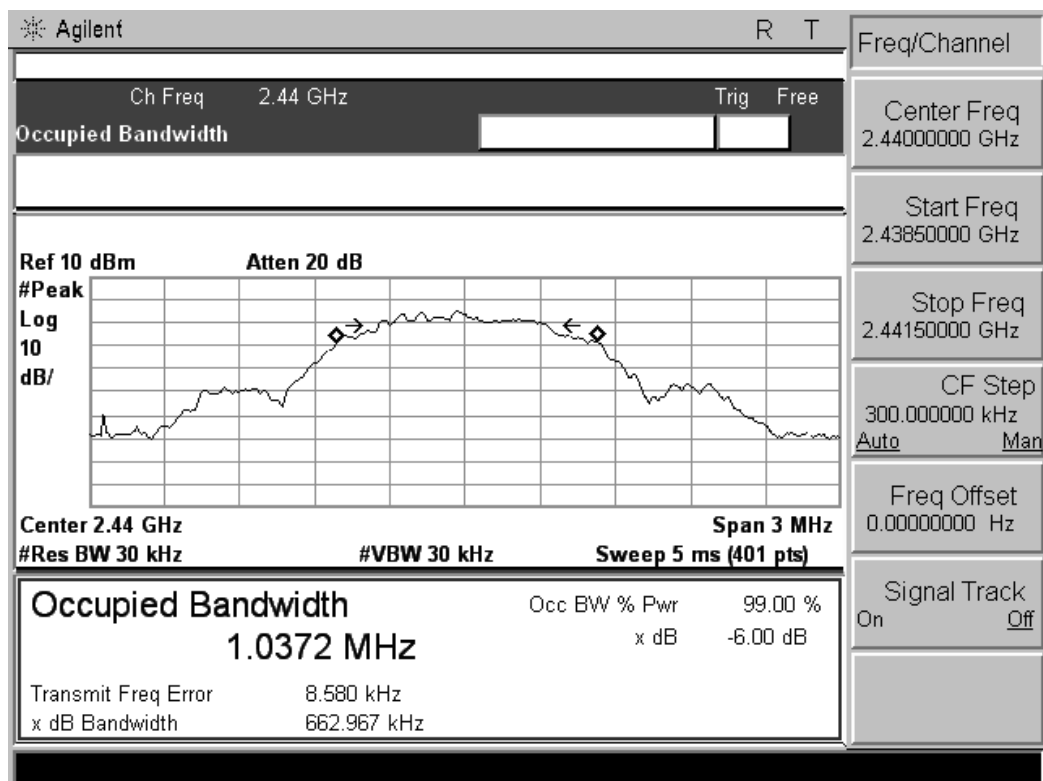 Agilent R T
Ch Freq 2.44 GHz Trig Free
Occupied Bandwidth
Ref 10 dBm Atten 20 dB
#Peak
Log
10
dB/
Center 2.44 GHz Span 3 MHz
#Res BW 30 kHz #VBW 30 kHz Sweep 5 ms (401 pts)
Occupied Bandwidth Occ BW % Pwr 99.00 %
1.0372 MHz x dB -6.00 dB
Transmit Freq Error 8.580 kHz
x dB Bandwidth 662.967 kHz
Freq/Channel
Center Freq
2.44000000 GHz
Start Freq
2.43850000 GHz
Stop Freq
2.44150000 GHz
CF Step
300.000000 kHz
Auto Man
Freq Offset
0.00000000 Hz
Signal Track
On Off